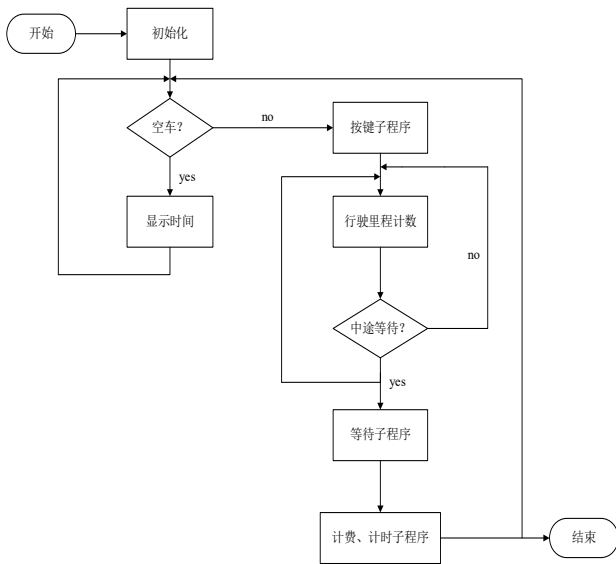 开始
初始化
空车？
no
按键子程序
yes
显示时间
行驶里程计数
no
中途等待？
yes
等待子程序
计费、计时子程序
结束